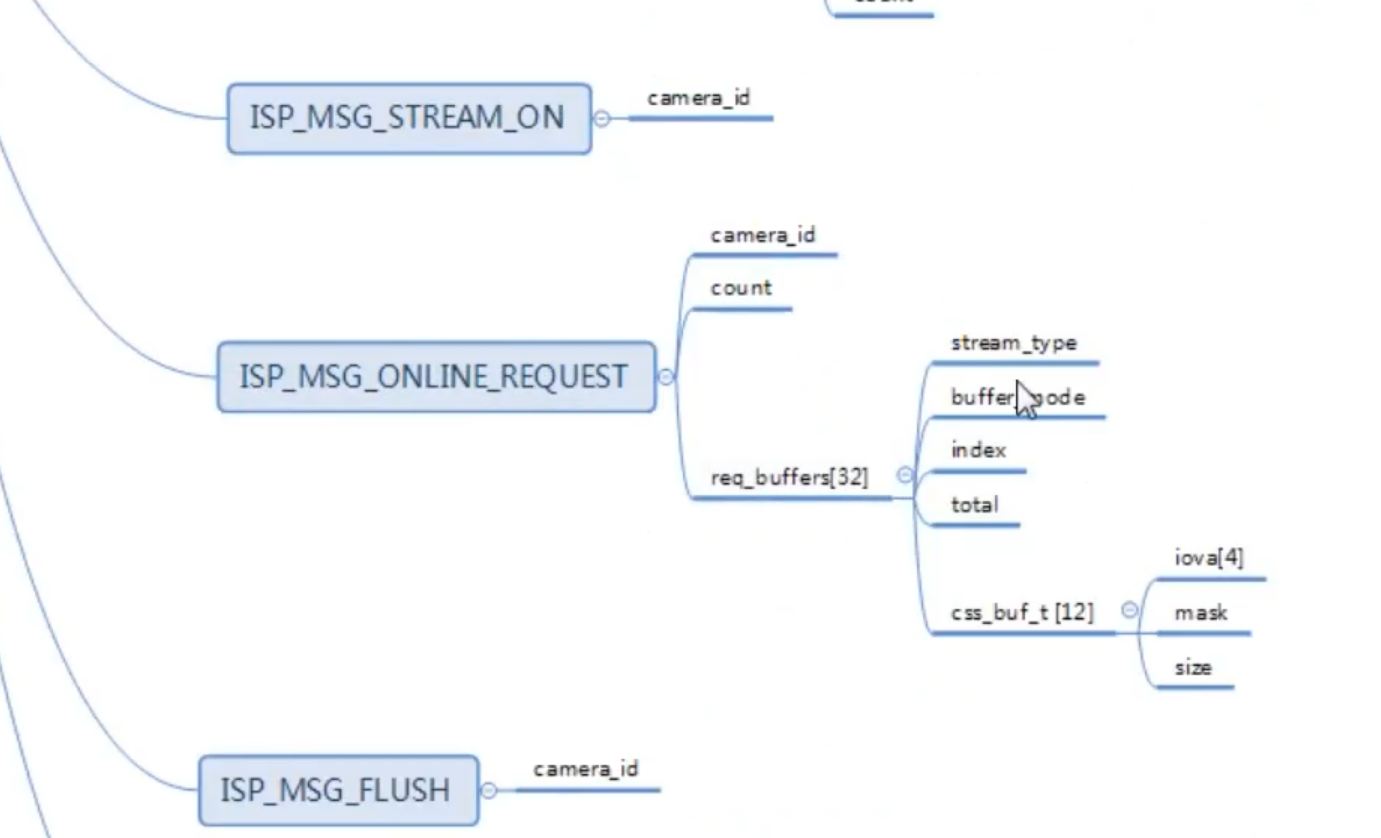 count
ISP_MSG_STREAM_ON
camera_id
ISP_MSG_ONLINE_REQUEST
camera_id
count
req_buffers[32]
stream_type
buffer_mode
index
total
css_buf_t [12]
iova[4]
mask
size
ISP_MSG_FLUSH
camera_id